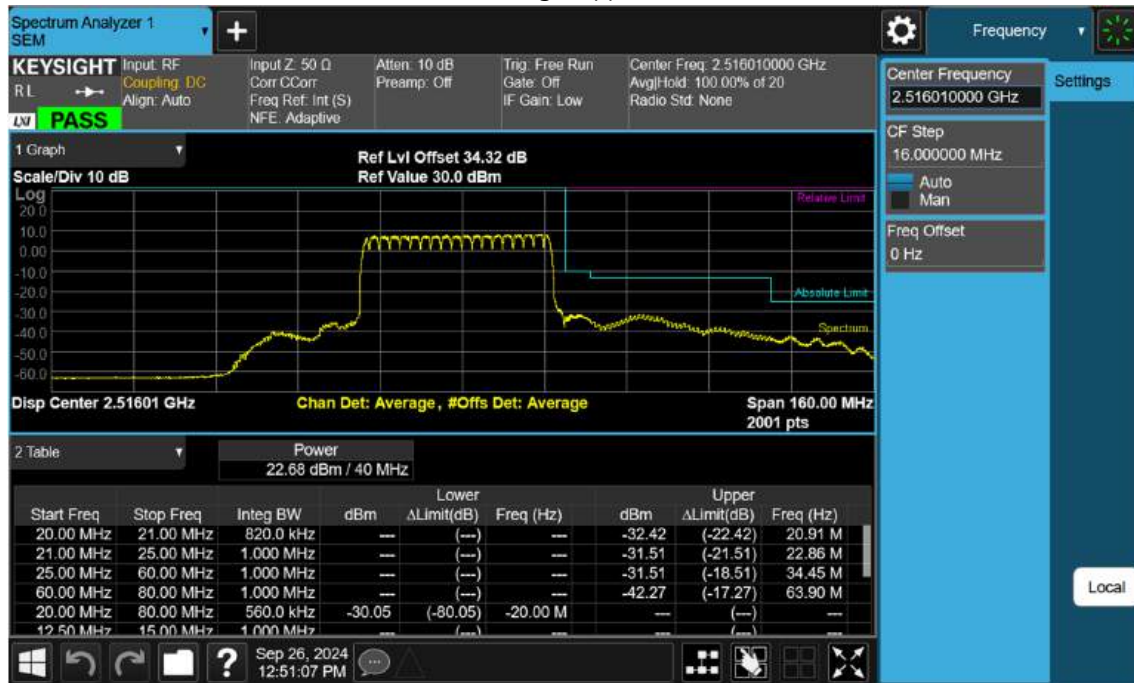 Spectrum Analyzer 1
SEM
+
Frequency
KEYSIGHT
RL
LXI
PASS
Input: RF
Coupling: DC
Align: Auto
Input Z: 50 Ω
Corr CCorr
Freq Ref: Int (S)
NFE: Adaptive
Atten: 10 dB
Preamp: Off
Trig: Free Run
Gate: Off
IF Gain: Low
Center Freq: 2.516010000 GHz
Avg|Hold: 100.00% of 20
Radio Std: None
Center Frequency
2.516010000 GHz
Settings
CF Step
16.000000 MHz
Auto
Man
Freq Offset
0 Hz
Local
1 Graph
Scale/Div 10 dB
Ref Lvl Offset 34.32 dB
Ref Value 30.0 dBm
Log
20.0
10.0
0.00
-10.0
-20.0
-30.0
-40.0
-50.0
-60.0
Relative Limit
Absolute Limit
Spectrum
Disp Center 2.51601 GHz
Chan Det: Average, #Offs Det: Average
Span 160.00 MHz
2001 pts
2 Table
Power
22.68 dBm / 40 MHz
Lower Upper
Start Freq Stop Freq Integ BW dBm ΔLimit(dB) Freq (Hz) dBm ΔLimit(dB) Freq (Hz)
20.00 MHz 21.00 MHz 820.0 kHz --- (---) --- -32.42 (-22.42) 20.91 M
21.00 MHz 25.00 MHz 1.000 MHz --- (---) --- -31.51 (-21.51) 22.86 M
25.00 MHz 60.00 MHz 1.000 MHz --- (---) --- -31.51 (-18.51) 34.45 M
60.00 MHz 80.00 MHz 1.000 MHz --- (---) --- -42.27 (-17.27) 63.90 M
20.00 MHz 80.00 MHz 560.0 kHz -30.05 (-80.05) -20.00 M --- (---) ---
12.50 MHz 15.00 MHz 1.000 MHz --- (---) --- --- (---) ---
?
Sep 26, 2024
12:51:07 PM